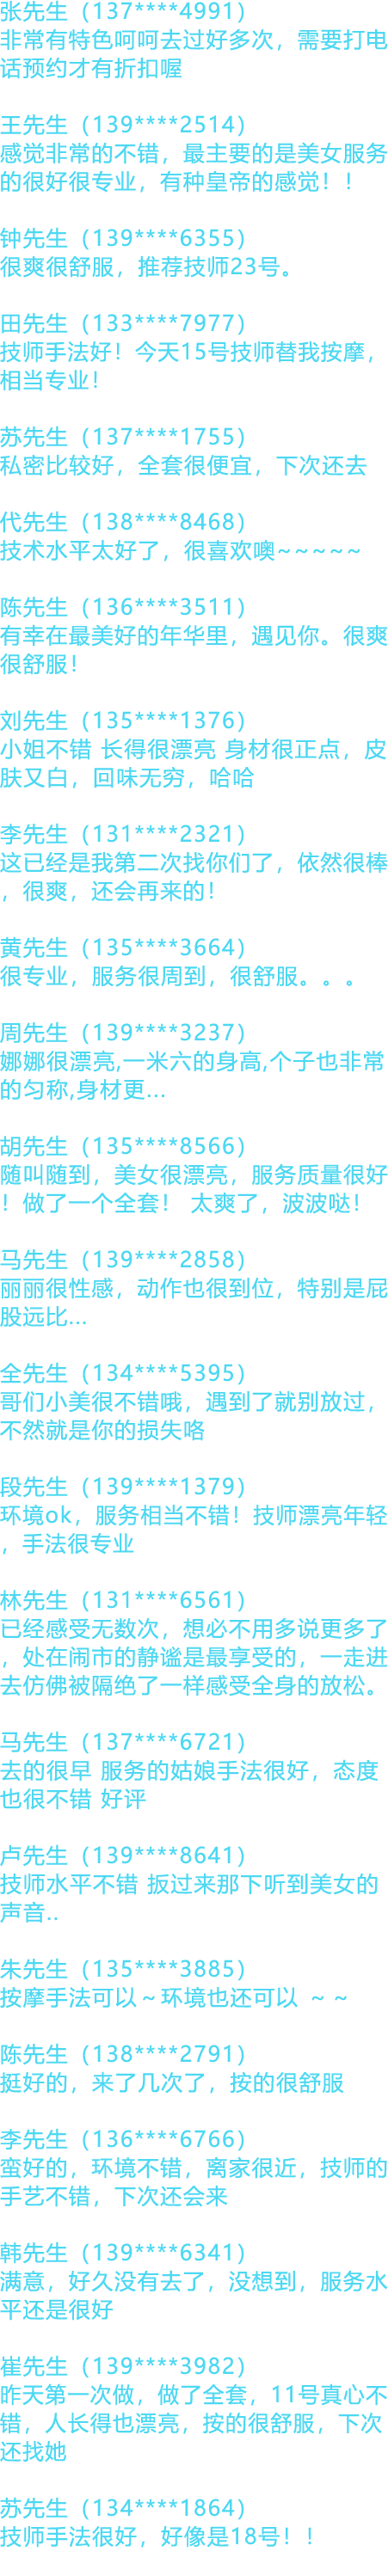 张先生（137****4991）
非常有特色呵呵去过好多次，需要打电
话预约才有折扣喔
王先生（139****2514）
感觉非常的不错，最主要的是美女服务
的很好很专业，有种皇帝的感觉！！
钟先生（139****6355）
很爽很舒服，推荐技师23号。
田先生（133****7977）
技师手法好！今天15号技师替我按摩，
相当专业！
苏先生（137****1755）
私密比较好，全套很便宜，下次还去
代先生（138****8468）
技术水平太好了，很喜欢噢~~~~~
陈先生（136****3511）
有幸在最美好的年华里，遇见你。很爽
很舒服！
刘先生（135****1376）
小姐不错 长得很漂亮 身材很正点，皮
肤又白，回味无穷，哈哈
李先生（131****2321）
这已经是我第二次找你们了，依然很棒
，很爽，还会再来的！
黄先生（135****3664）
很专业，服务很周到，很舒服。。。
周先生（139****3237）
娜娜很漂亮,一米六的身高,个子也非常
的匀称,身材更...
胡先生（135****8566）
随叫随到，美女很漂亮，服务质量很好
！做了一个全套！ 太爽了，波波哒！
马先生（139****2858）
丽丽很性感，动作也很到位，特别是屁
股远比...
全先生（134****5395）
哥们小美很不错哦，遇到了就别放过，
不然就是你的损失咯
段先生（139****1379）
环境ok，服务相当不错！技师漂亮年轻
，手法很专业
林先生（131****6561）
已经感受无数次，想必不用多说更多了
，处在闹市的静谧是最享受的，一走进
去仿佛被隔绝了一样感受全身的放松。
马先生（137****6721）
去的很早 服务的姑娘手法很好，态度
也很不错 好评
卢先生（139****8641）
技师水平不错 扳过来那下听到美女的
声音..
朱先生（135****3885）
按摩手法可以～环境也还可以 ～～
陈先生（138****2791）
挺好的，来了几次了，按的很舒服
李先生（136****6766）
蛮好的，环境不错，离家很近，技师的
手艺不错，下次还会来
韩先生（139****6341）
满意，好久没有去了，没想到，服务水
平还是很好
崔先生（139****3982）
昨天第一次做，做了全套，11号真心不
错，人长得也漂亮，按的很舒服，下次
还找她
苏先生（134****1864）
技师手法很好，好像是18号！！